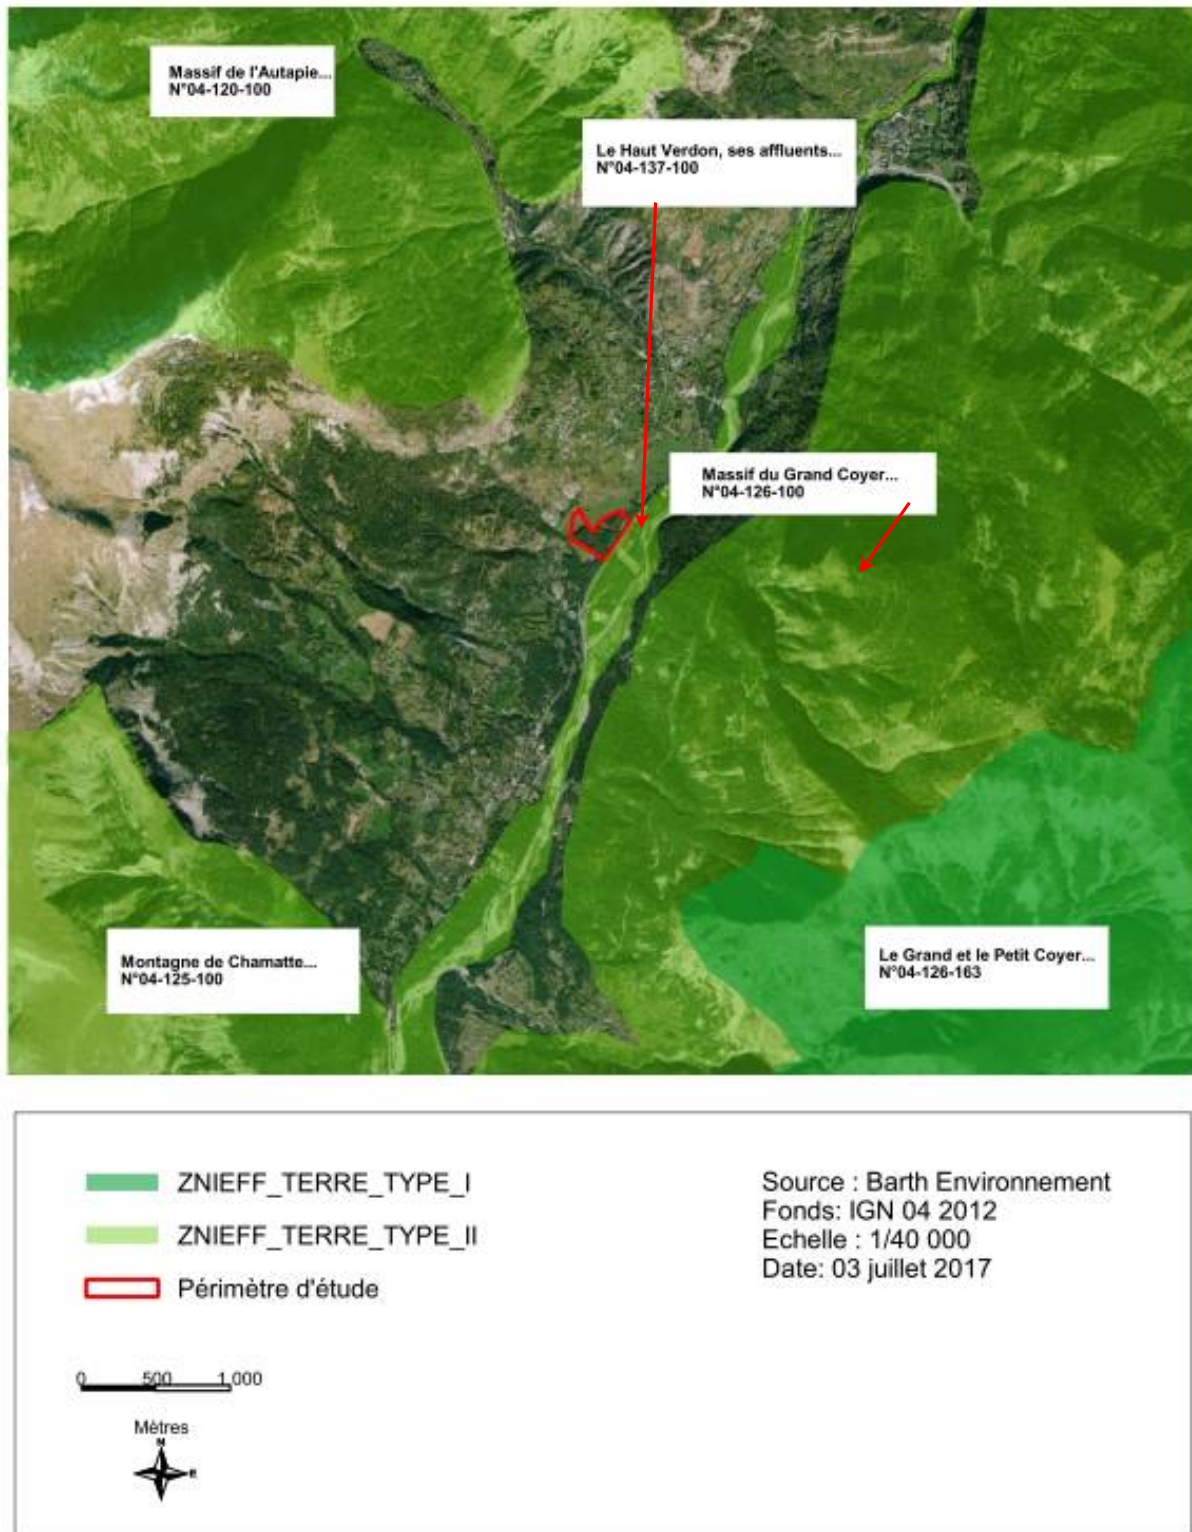 Massif de l'Autapie...
N°04-120-100
Le Haut Verdon, ses affluents...
N°04-137-100
Massif du Grand Coyer...
N°04-126-100
Montagne de Chamatte...
N°04-125-100
Le Grand et le Petit Coyer...
N°04-126-163
ZNIEFF_TERRE_TYPE_I
ZNIEFF_TERRE_TYPE_II
Périmètre d'étude
Source : Barth Environnement
Fonds: IGN 04 2012
Echelle : 1/40 000
Date: 03 juillet 2017
0 500 1 000
Mètres
N
E